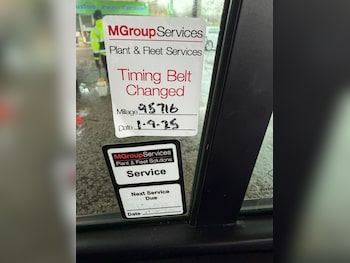 MGroupServices
Plant & Fleet Services
Timing Belt
Changed
Milage 95716
Date 1-9-25
MGroupServices
Plant & Fleet Solutions
Service
Next Service
Due
Date